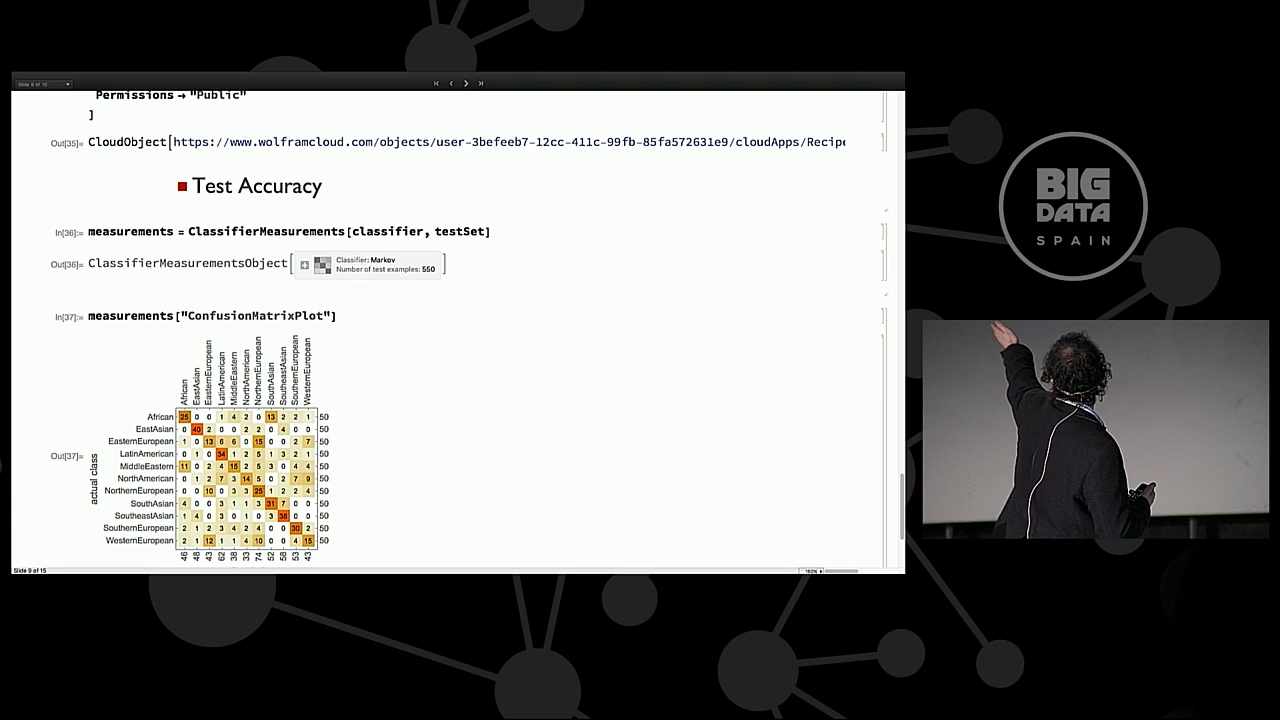 Slide 9 of 15
Permissions → "Public"
]
Out[35]= CloudObject[https://www.wolframcloud.com/objects/user-3befeeb7-12cc-411c-99fb-85fa572631e9/cloudApps/Recipe
Test Accuracy
In[36]:= measurements = ClassifierMeasurements[classifier, testSet]
Out[36]= ClassifierMeasurementsObject[
Classifier: Markov
Number of test examples: 550
]
In[37]:= measurements["ConfusionMatrixPlot"]
African EastAsian EasternEuropean LatinAmerican MiddleEastern NorthAmerican NorthernEuropean SouthAsian SoutheastAsian SouthernEuropean WesternEuropean
African 25 0 0 1 4 2 0 13 2 2 1 50
EastAsian 0 40 2 0 0 2 2 0 4 0 0 50
EasternEuropean 1 0 13 6 6 0 15 0 0 2 7 50
LatinAmerican 0 1 0 34 1 2 5 1 3 2 1 50
Out[37]=
actual class
MiddleEastern 11 0 2 4 15 2 5 3 0 4 4 50
NorthAmerican 0 1 2 7 3 14 5 0 2 7 9 50
NorthernEuropean 0 0 10 0 3 5 25 1 2 2 4 50
SouthAsian 4 0 0 3 1 1 3 31 7 0 0 50
SoutheastAsian 1 4 0 3 1 0 3 38 0 0 50
SouthernEuropean 2 1 2 3 4 2 4 0 0 30 2 50
WesternEuropean 2 1 12 1 4 10 0 1 4 15 50
46 48 43 62 38 33 74 52 58 53 43
Slide 9 of 15
150%
BIG
DATA
SPAIN